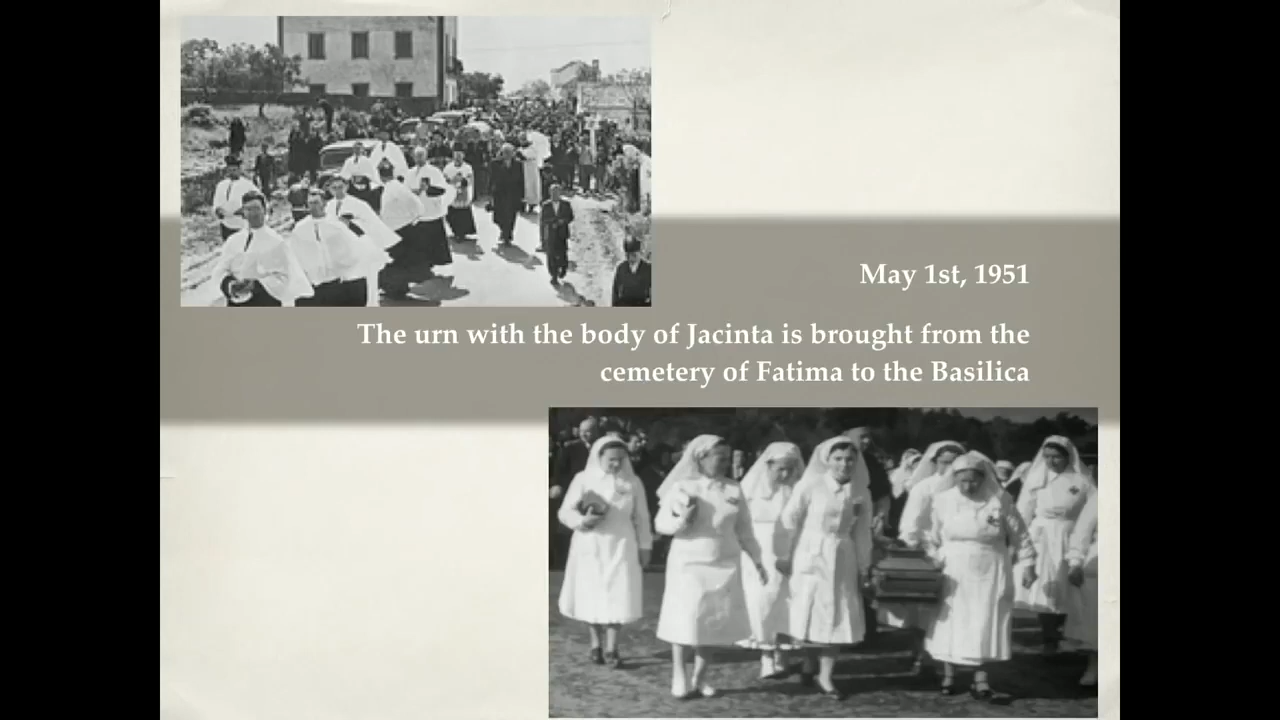 May 1st, 1951
The urn with the body of Jacinta is brought from the
cemetery of Fatima to the Basilica